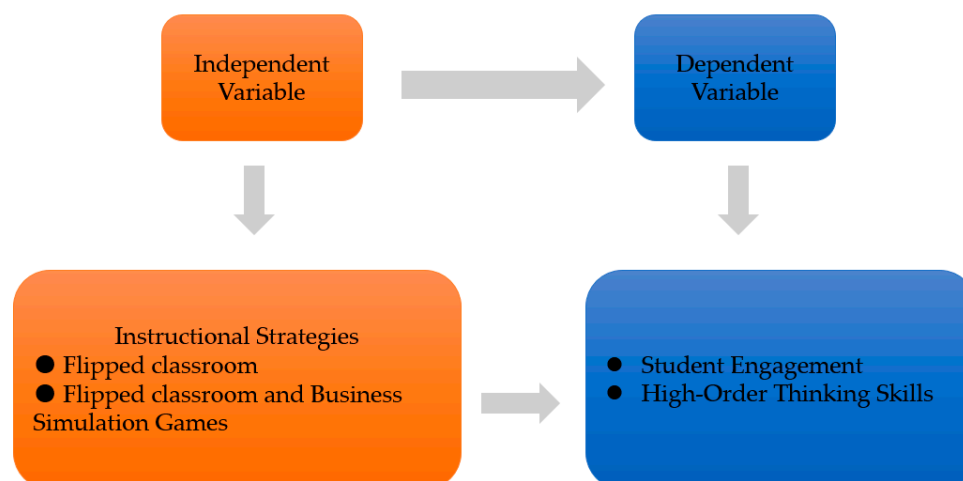 Independent
Variable
Dependent
Variable
Instructional Strategies
● Flipped classroom
● Flipped classroom and Business
Simulation Games
● Student Engagement
● High-Order Thinking Skills